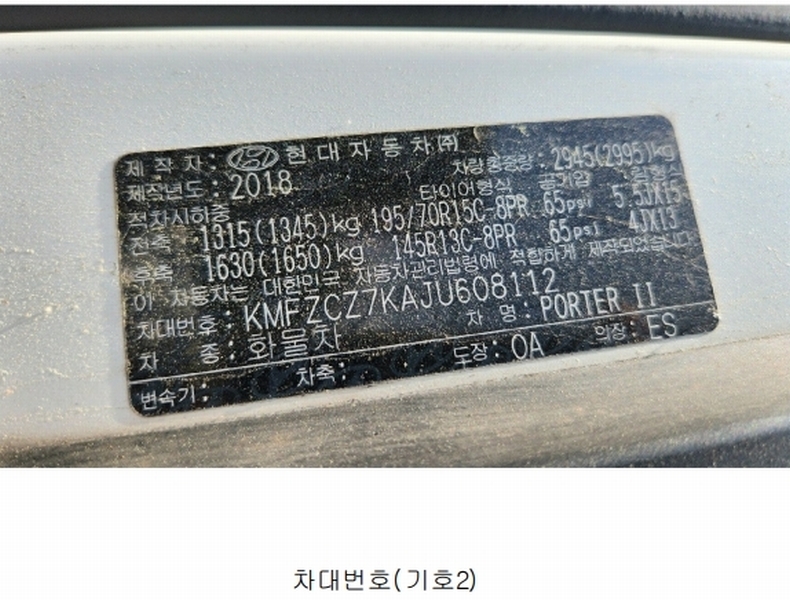 제 작 자 : 현대자동차㈜
제작년도 : 2018 차량총중량 : 2945(2995)kg
적차시하중 타이어형식 공기압 림형식
전축 1315(1345)kg 195/70R15C-8PR 65psi 5.5JX15
후축 1630(1650)kg 145R13C-8PR 65psi 4JX13
이 자동차는 대한민국 자동차관리법령에 적합하게 제작되었습니다
차대번호 : KMFZCZ7KAJU608112
차 종 : 화물차 차 명 : PORTER II
변속기 : 차축 : 도장 : OA 의장 : ES
차대번호(기호2)